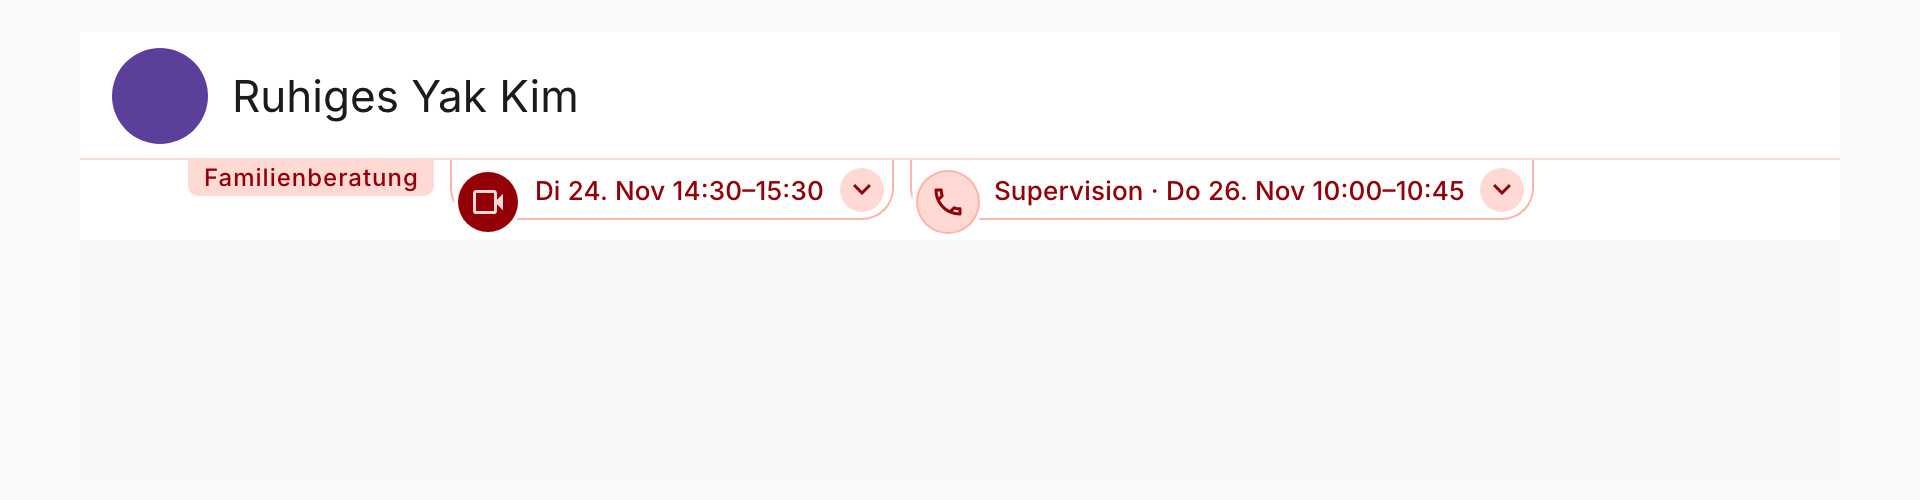 Ruhiges Yak Kim
Familienberatung
Di 24. Nov 14:30–15:30
Supervision · Do 26. Nov 10:00–10:45